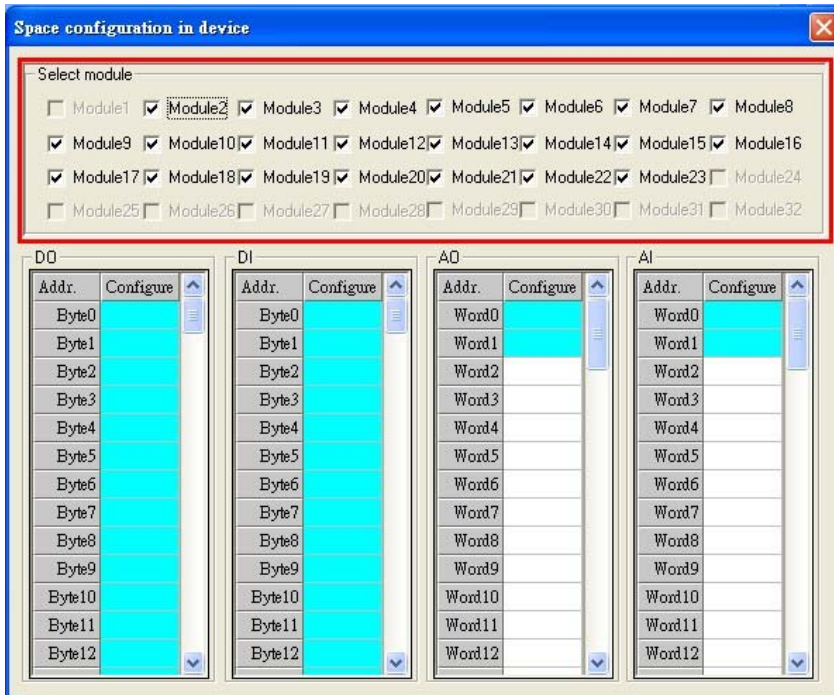 Space configuration in device
Select module
Module1 Module2 Module3 Module4 Module5 Module6 Module7 Module8
Module9 Module10 Module11 Module12 Module13 Module14 Module15 Module16
Module17 Module18 Module19 Module20 Module21 Module22 Module23 Module24
Module25 Module26 Module27 Module28 Module29 Module30 Module31 Module32
DO DI AO AI
Addr. Configure Addr. Configure Addr. Configure Addr. Configure
Byte0 Byte0 Word0 Word0
Byte1 Byte1 Word1 Word1
Byte2 Byte2 Word2 Word2
Byte3 Byte3 Word3 Word3
Byte4 Byte4 Word4 Word4
Byte5 Byte5 Word5 Word5
Byte6 Byte6 Word6 Word6
Byte7 Byte7 Word7 Word7
Byte8 Byte8 Word8 Word8
Byte9 Byte9 Word9 Word9
Byte10 Byte10 Word10 Word10
Byte11 Byte11 Word11 Word11
Byte12 Byte12 Word12 Word12